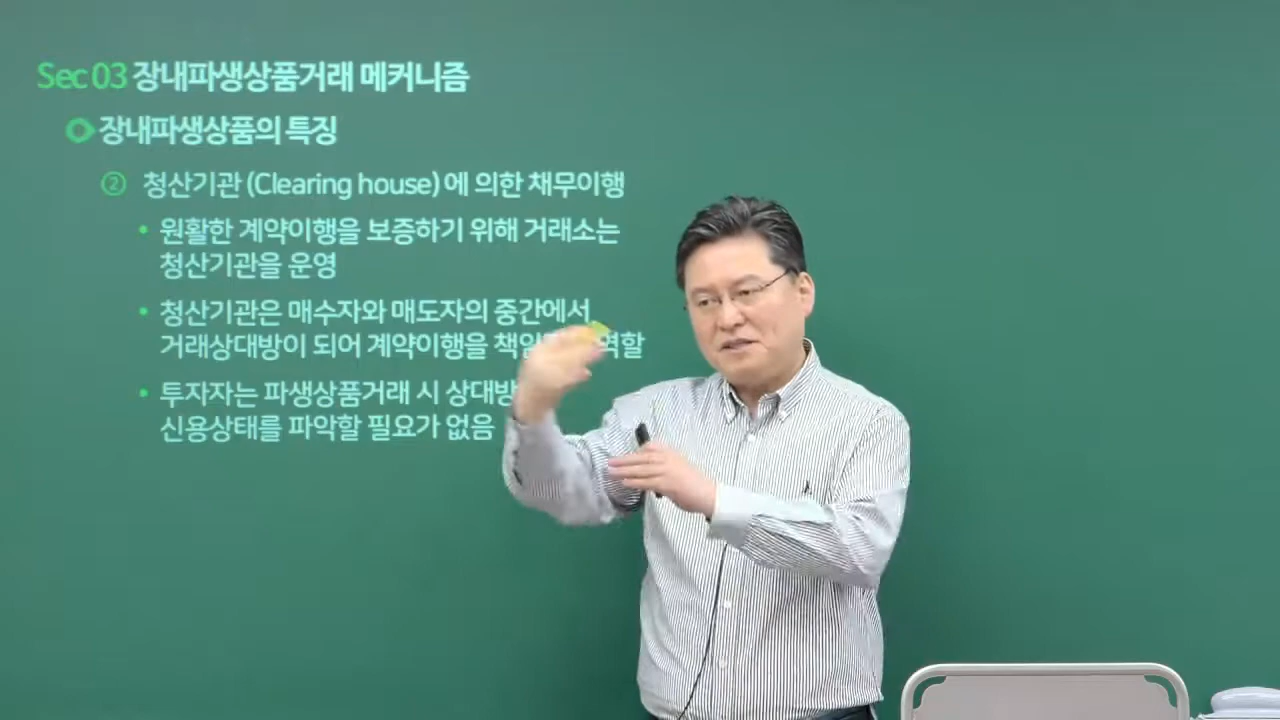 Sec 03 장내파생상품거래 메커니즘
장내파생상품의 특징
② 청산기관 (Clearing house) 에 의한 채무이행
• 원활한 계약이행을 보증하기 위해 거래소는
청산기관을 운영
• 청산기관은 매수자와 매도자의 중간에서
거래상대방이 되어 계약이행을 책임 역할
• 투자자는 파생상품거래 시 상대방
신용상태를 파악할 필요가 없음